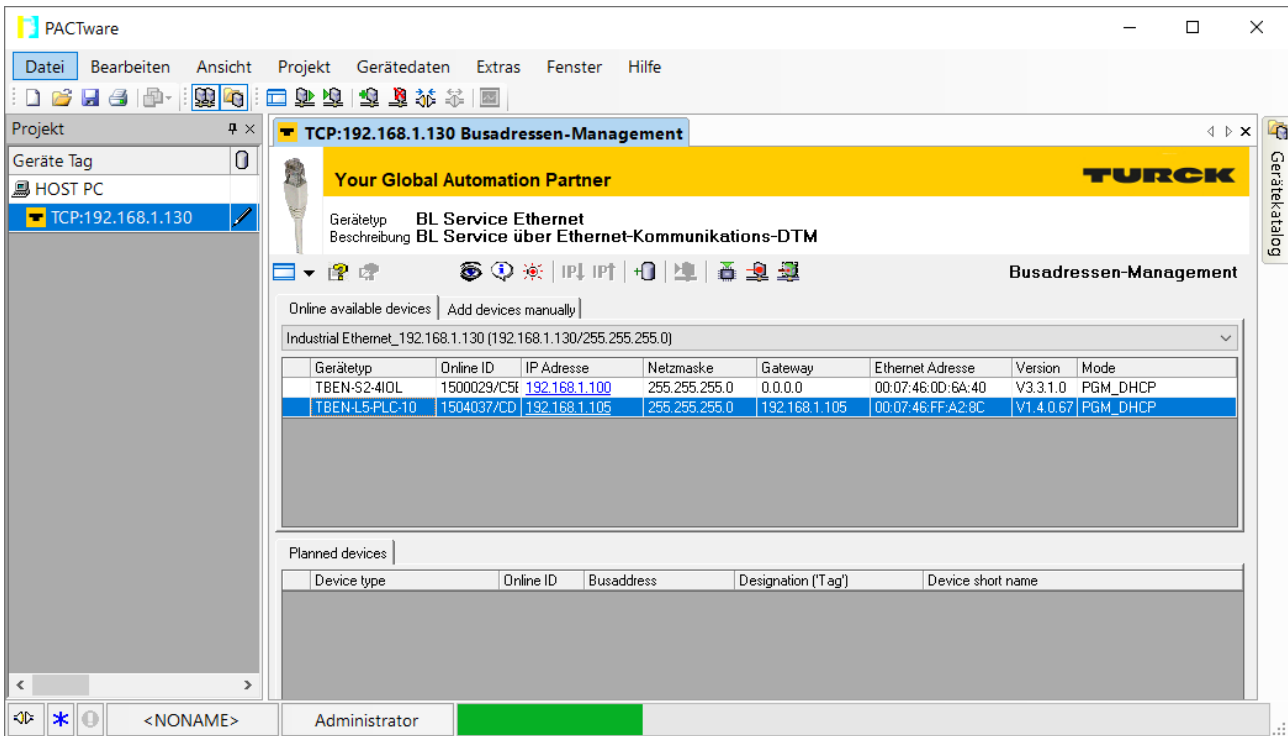 PACTware
Datei Bearbeiten Ansicht Projekt Gerätedaten Extras Fenster Hilfe
Projekt
Geräte Tag
HOST PC
TCP:192.168.1.130
TCP:192.168.1.130 Busadressen-Management
Your Global Automation Partner
TURCK
Gerätetyp BL Service Ethernet
Beschreibung BL Service über Ethernet-Kommunikations-DTM
IP IP
Busadressen-Management
Online available devices Add devices manually
Industrial Ethernet_192.168.1.130 (192.168.1.130/255.255.255.0)
Gerätetyp Online ID IP Adresse Netzmaske Gateway Ethernet Adresse Version Mode
TBEN-S2-4IOL 1500029/C5E 192.168.1.100 255.255.255.0 0.0.0.0 00:07:46:0D:6A:40 V3.3.1.0 PGM_DHCP
TBEN-L5-PLC-10 1504037/CD 192.168.1.105 255.255.255.0 192.168.1.105 00:07:46:FF:A2:8C V1.4.0.67 PGM_DHCP
Planned devices
Device type Online ID Busaddress Designation ('Tag') Device short name
Gerätekatalog
<NONAME> Administrator